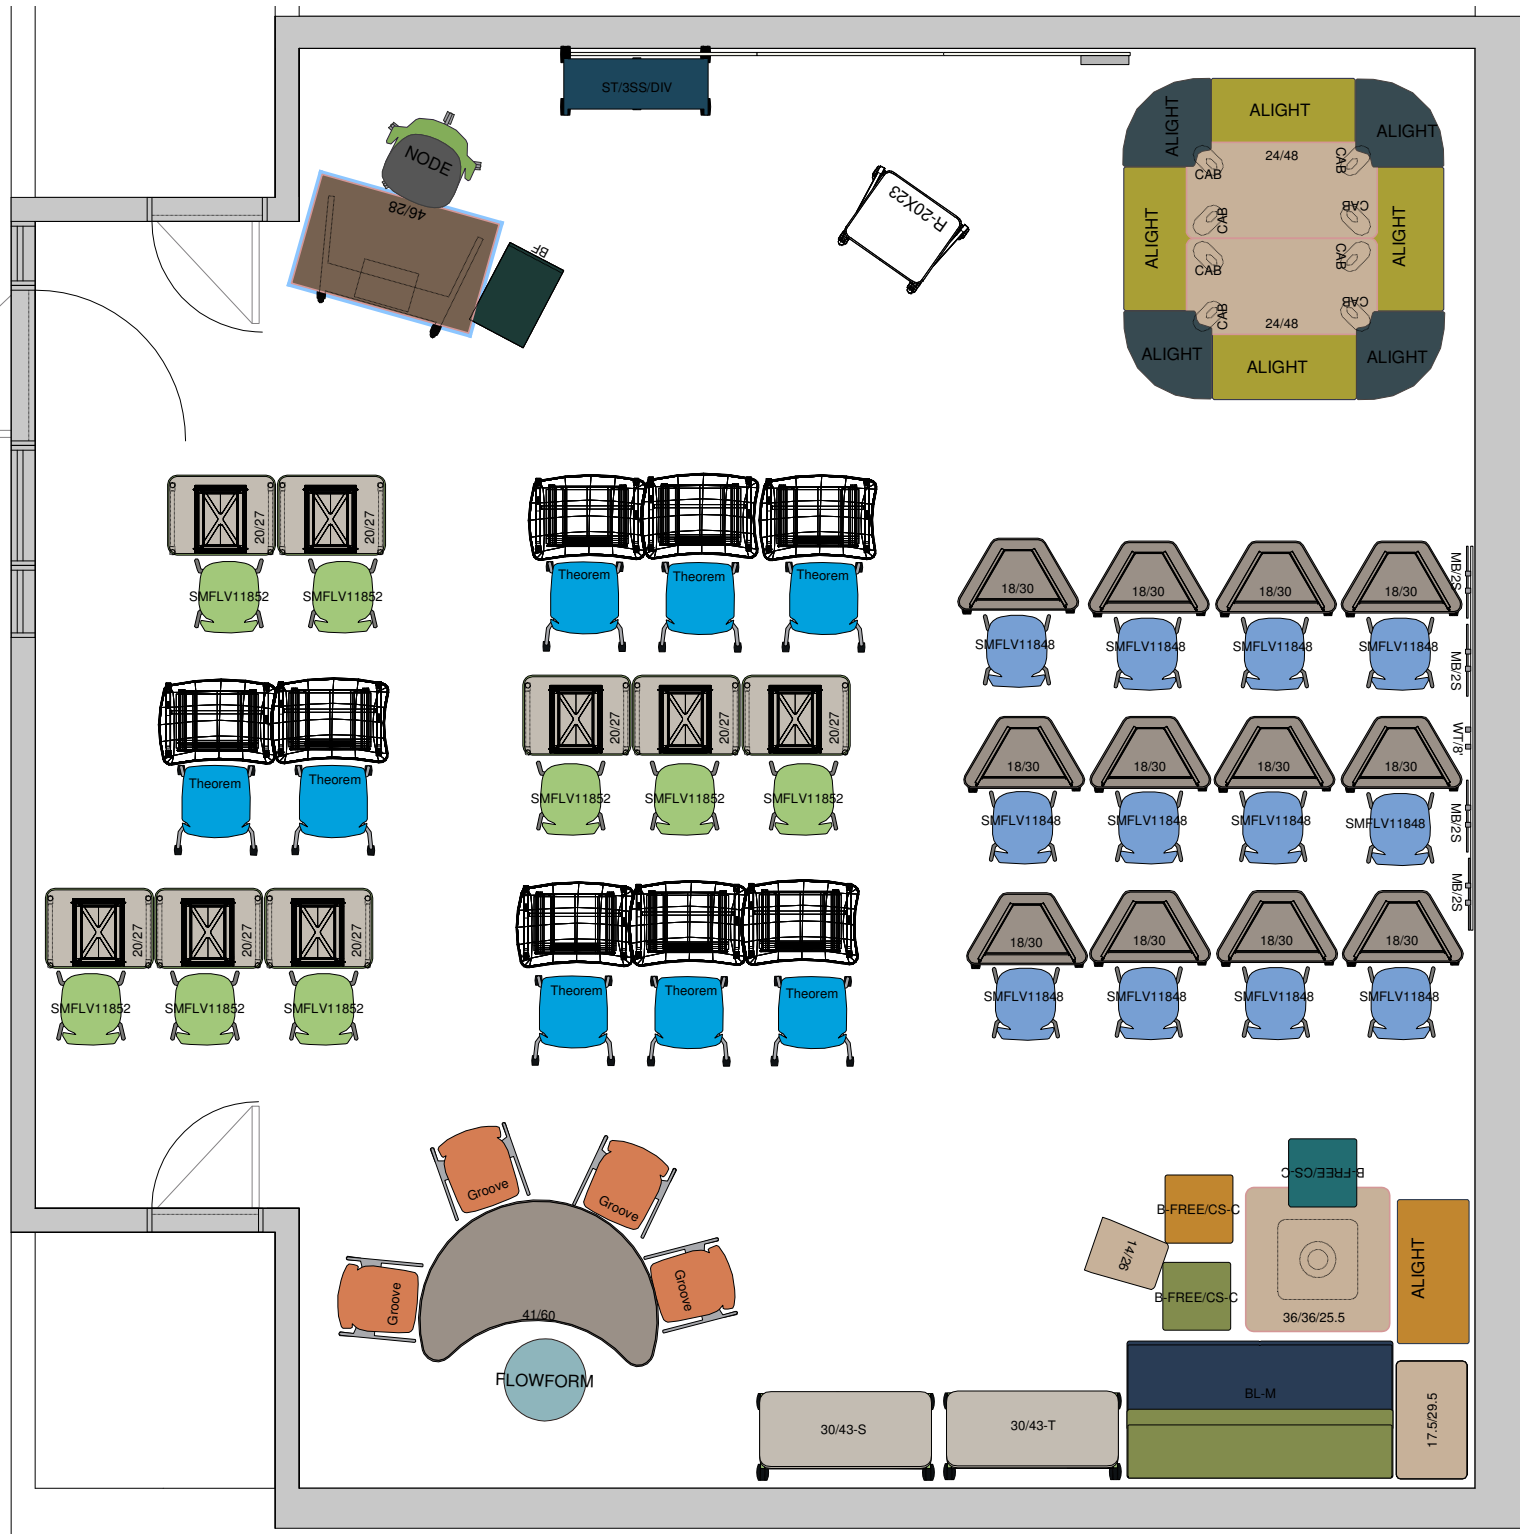 ST/3SS/DIV
NODE
46/28
BF
R-20X23
ALIGHT
ALIGHT
ALIGHT
24/48
CAB
CAB
CAB
CAB
ALIGHT
ALIGHT
CAB
CAB
CAB
CAB
24/48
ALIGHT
ALIGHT
ALIGHT
20/27
20/27
SMFLV11852
SMFLV11852
Theorem
Theorem
Theorem
18/30
18/30
18/30
18/30
SMFLV11848
SMFLV11848
SMFLV11848
SMFLV11848
MB/2S
MB/2S
WT/8'
MB/2S
MB/2S
Theorem
Theorem
20/27
20/27
20/27
SMFLV11852
SMFLV11852
SMFLV11852
18/30
18/30
18/30
18/30
SMFLV11848
SMFLV11848
SMFLV11848
SMFLV11848
20/27
20/27
20/27
SMFLV11852
SMFLV11852
SMFLV11852
Theorem
Theorem
Theorem
18/30
18/30
18/30
18/30
SMFLV11848
SMFLV11848
SMFLV11848
SMFLV11848
Groove
Groove
Groove
Groove
41/60
FLOWFORM
B-FREE/CS-C
B-FREE/CS-C
14/26
B-FREE/CS-C
36/36/25.5
ALIGHT
30/43-S
30/43-T
BL-M
17.5/29.5